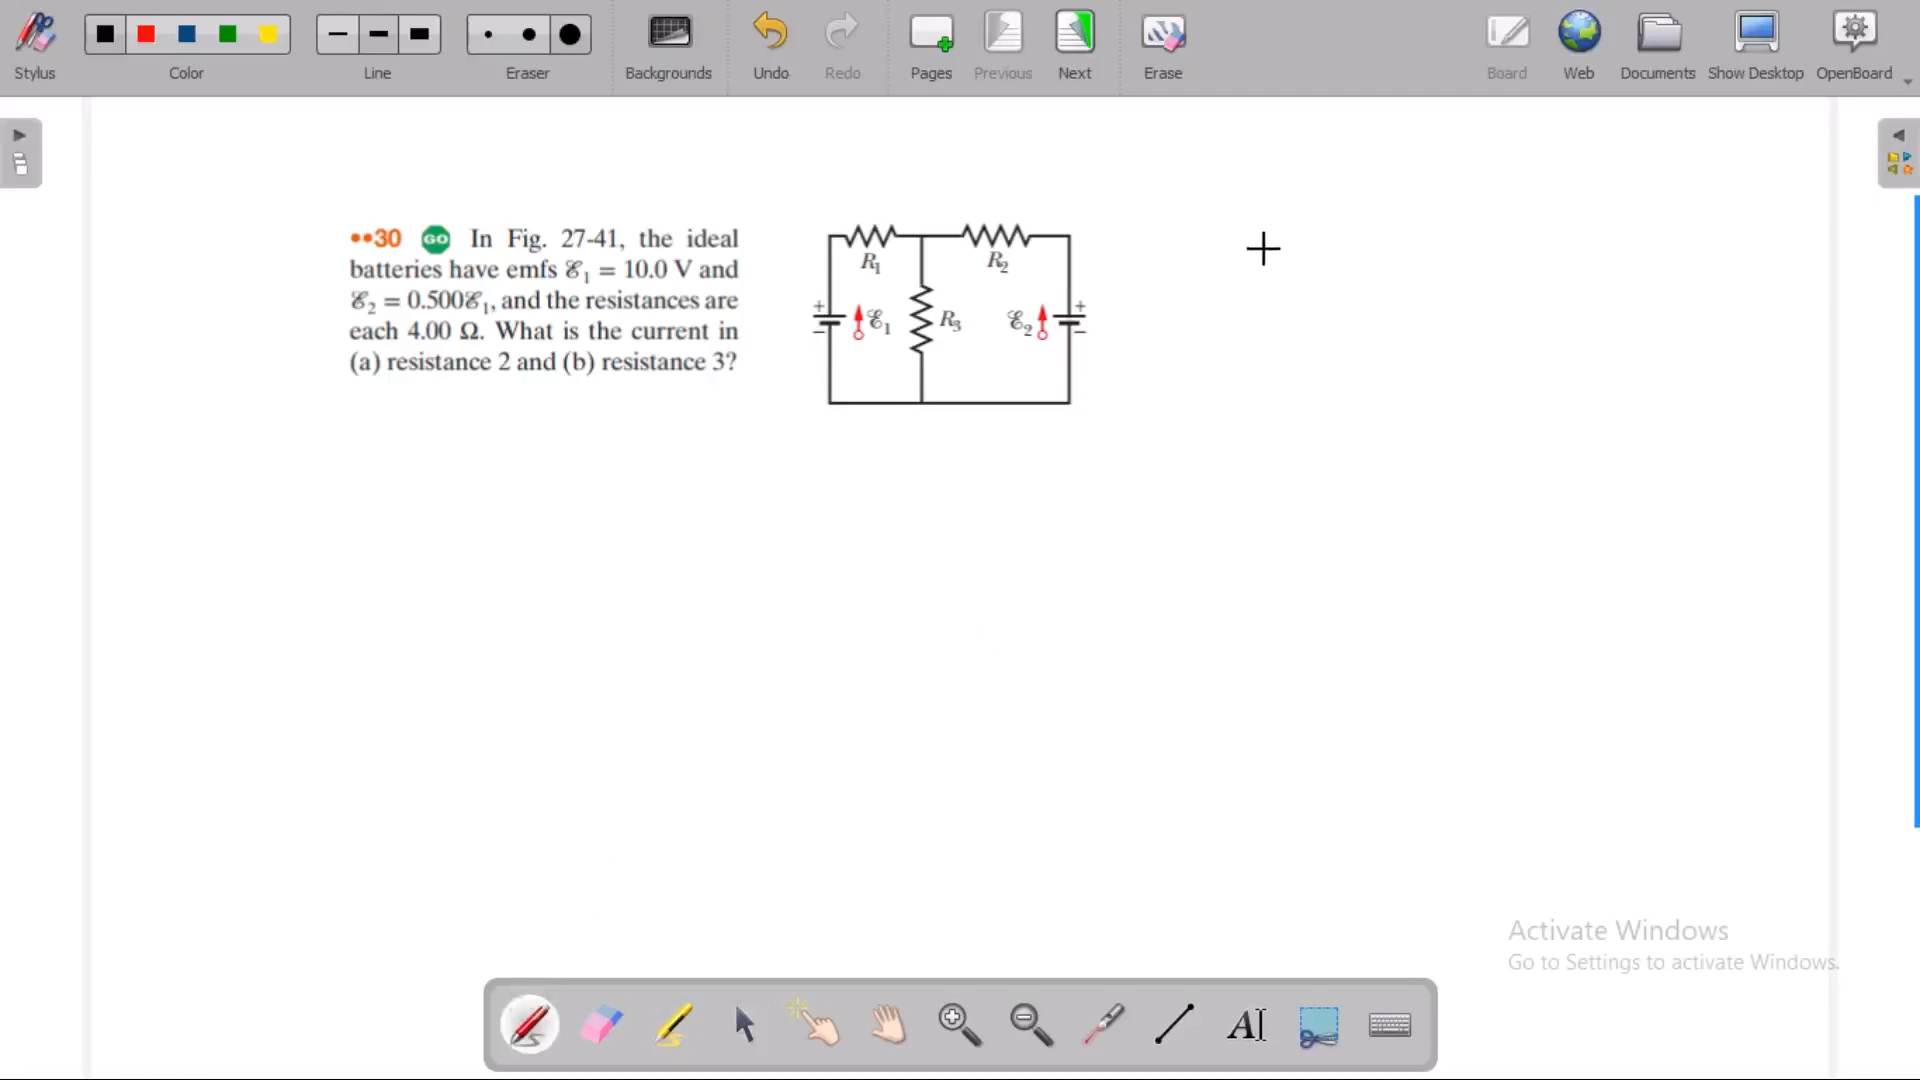 Stylus
Color
Line
Eraser
Backgrounds
Undo
Redo
Pages
Previous
Next
Erase
Board
Web
Documents
Show Desktop
OpenBoard
••30 GO In Fig. 27-41, the ideal
batteries have emfs ℰ₁ = 10.0 V and
ℰ₂ = 0.500ℰ₁, and the resistances are
each 4.00 Ω. What is the current in
(a) resistance 2 and (b) resistance 3?
R₁
R₂
+
ℰ₁
−
R₃
ℰ₂
+
−
Activate Windows
Go to Settings to activate Windows.
AI